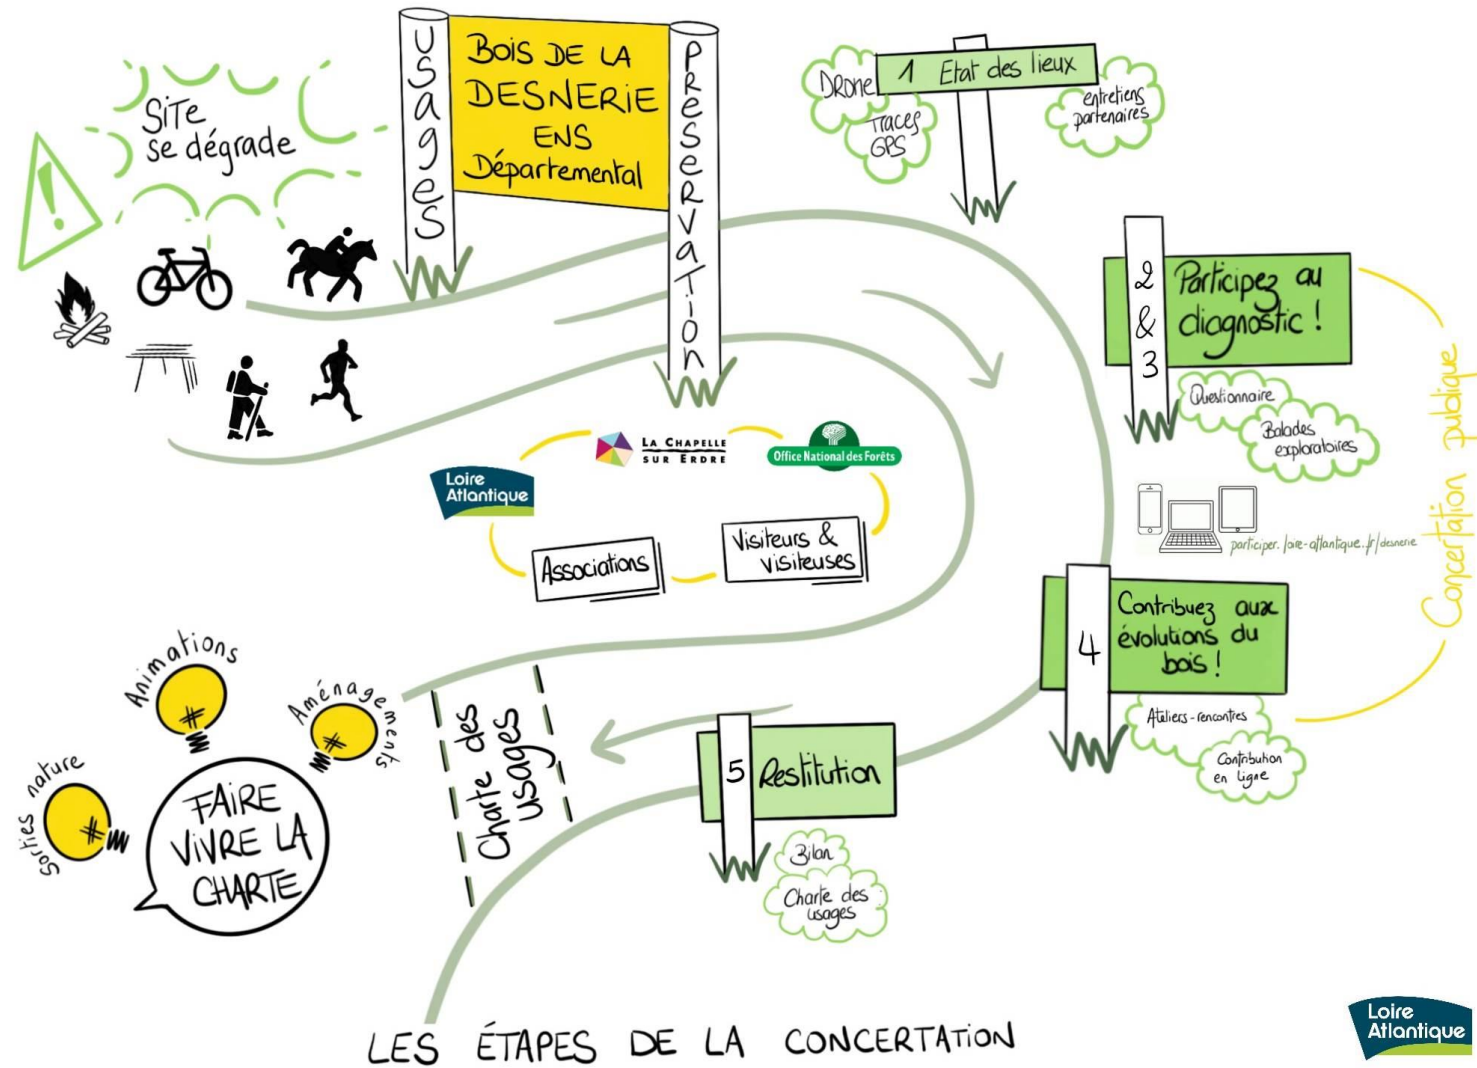 Usages
BOIS DE LA
DESNERIE
ENS
Départemental
Preservation
SITE
se dégrade
1 Etat des lieux
DRone
Traces
GPS
entretiens
partenaires
2
&
3
Participez au
diagnostic !
Questionnaire
Balades
exploratoires
participer.loire-atlantique.fr/desnerie
Concertation publique
4
Contribuez aux
évolutions du
bois !
Ateliers-rencontres
Contribution
en Ligne
5
Restitution
Bilan
Charte des
usages
Charte des
usages
LA CHAPELLE
SUR ERDRE
Office National des Forêts
Loire
Atlantique
Associations
Visiteurs &
visiteuses
Animations
Aménagements
Sorties nature
FAIRE
VIVRE LA
CHARTE
LES ÉTAPES DE LA CONCERTATION
Loire
Atlantique